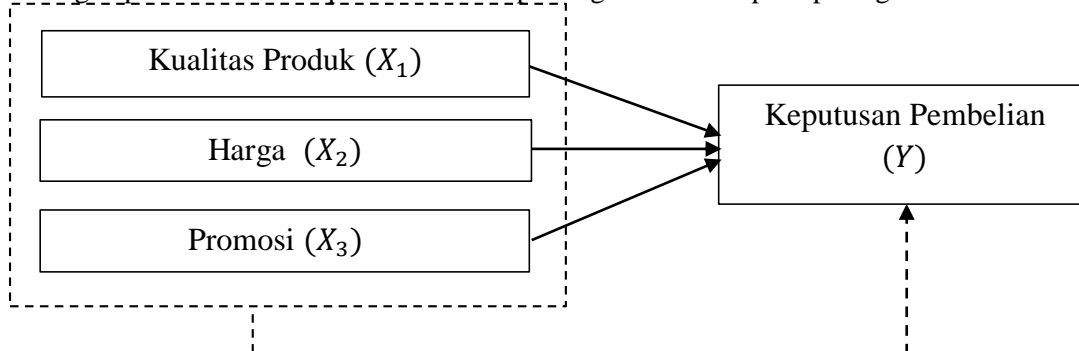 Kualitas Produk (𝑋₁)
Harga (𝑋₂)
Promosi (𝑋₃)
Keputusan Pembelian
(𝑌)